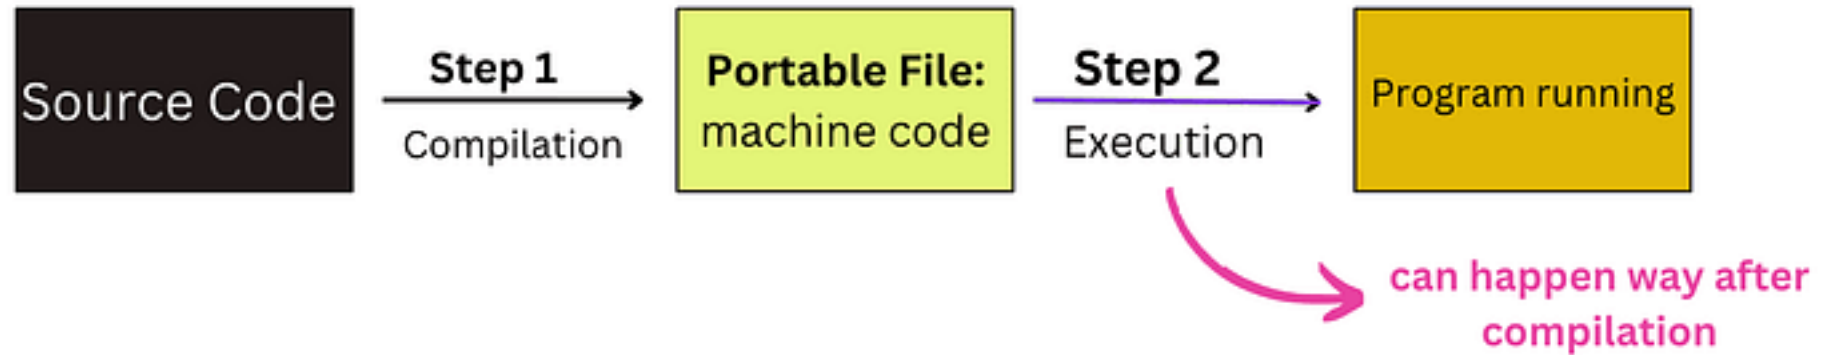 Source Code
Step 1
Compilation
Portable File:
machine code
Step 2
Execution
Program running
can happen way after
compilation